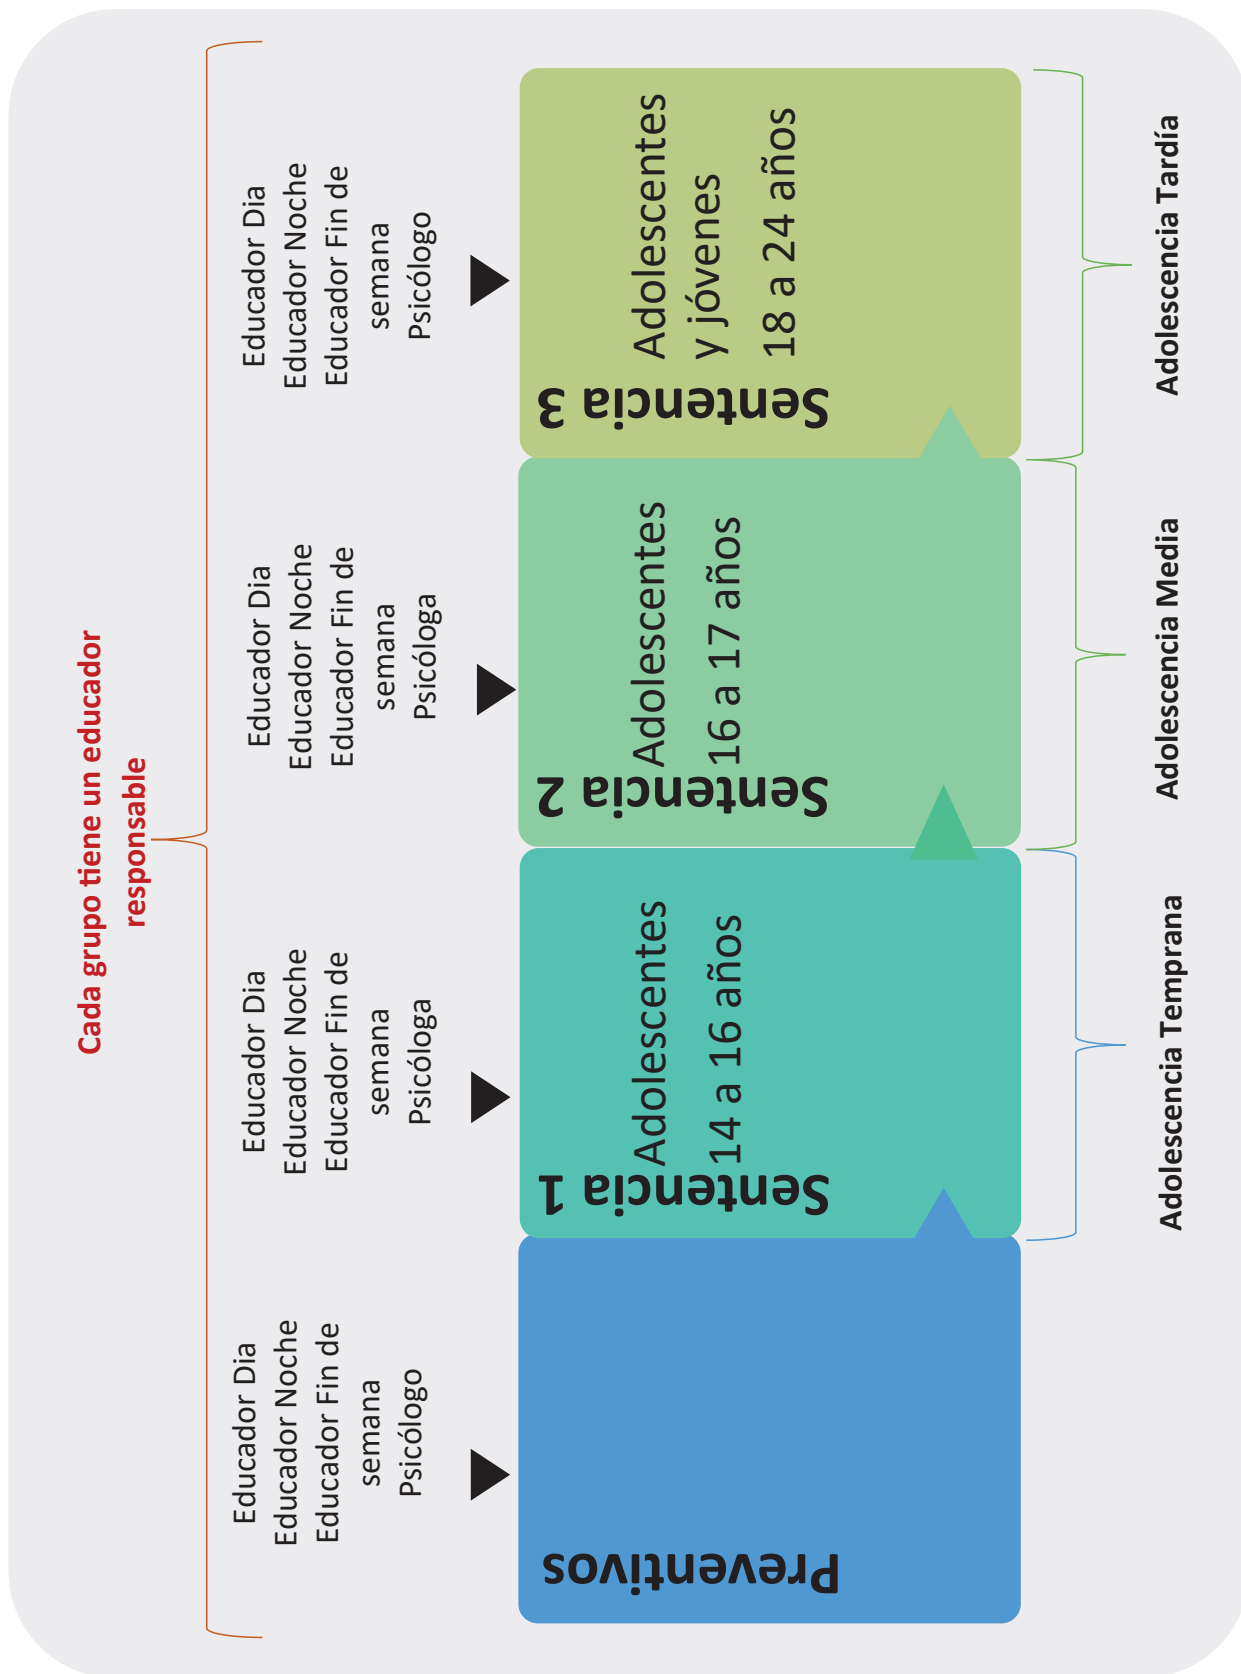 Cada grupo tiene un educador
responsable
Educador Dia
Educador Noche
Educador Fin de
semana
Psicólogo
Educador Dia
Educador Noche
Educador Fin de
semana
Psicóloga
Educador Dia
Educador Noche
Educador Fin de
semana
Psicóloga
Educador Dia
Educador Noche
Educador Fin de
semana
Psicólogo
Preventivos
Sentencia 1
Adolescentes
14 a 16 años
Sentencia 2
Adolescentes
16 a 17 años
Sentencia 3
Adolescentes
y jóvenes
18 a 24 años
Adolescencia Temprana
Adolescencia Media
Adolescencia Tardía